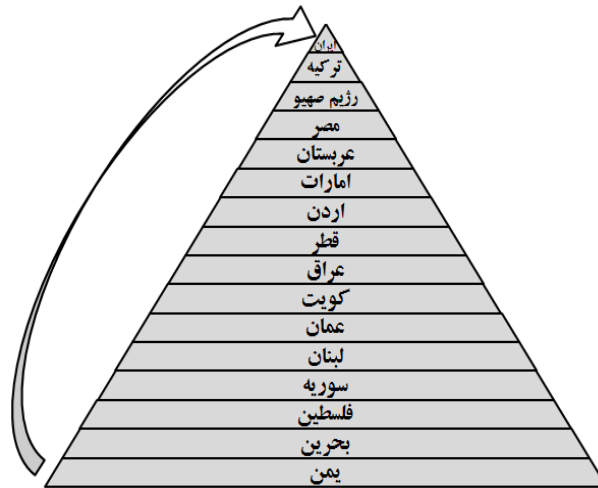 ایران
ترکیه
رژیم صهیو
مصر
عربستان
امارات
اردن
قطر
عراق
کویت
عمان
لبنان
سوریه
فلسطین
بحرین
یمن